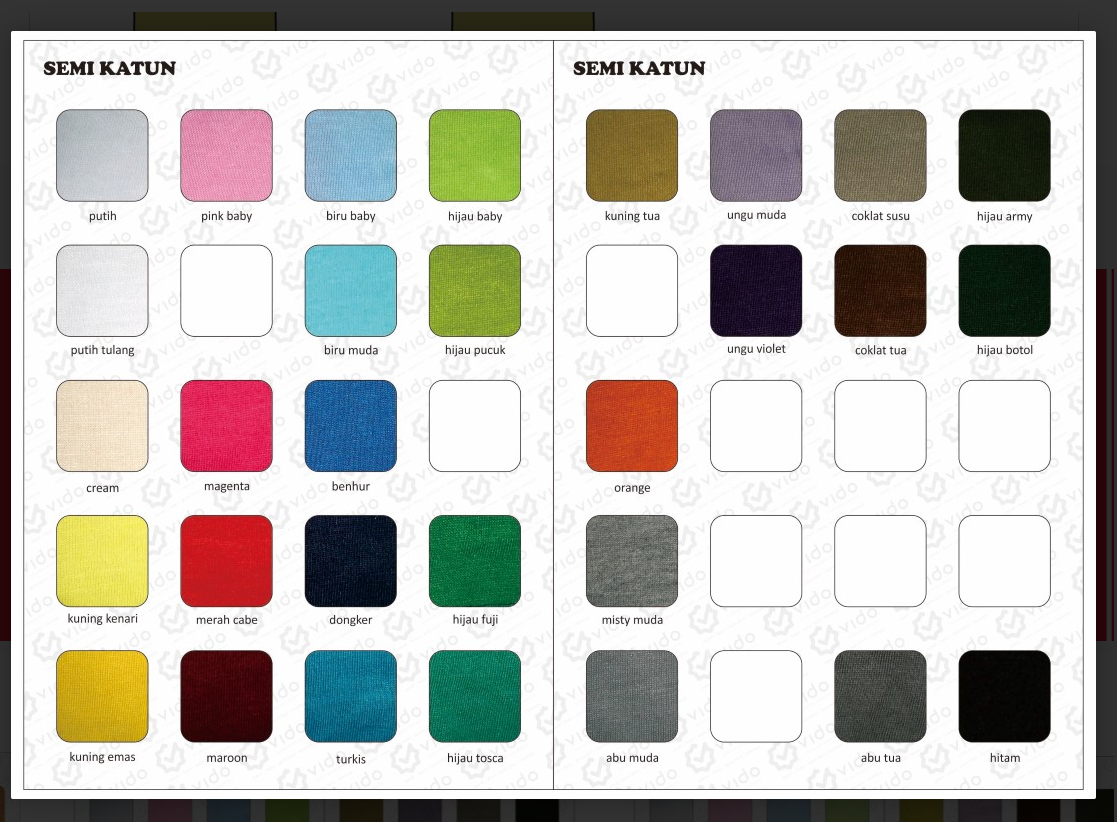 SEMI KATUN
putih
pink baby
biru baby
hijau baby
putih tulang
biru muda
hijau pucuk
cream
magenta
benhur
kuning kenari
merah cabe
dongker
hijau fuji
kuning emas
maroon
turkis
hijau tosca
SEMI KATUN
kuning tua
ungu muda
coklat susu
hijau army
ungu violet
coklat tua
hijau botol
orange
misty muda
abu muda
abu tua
hitam
vido